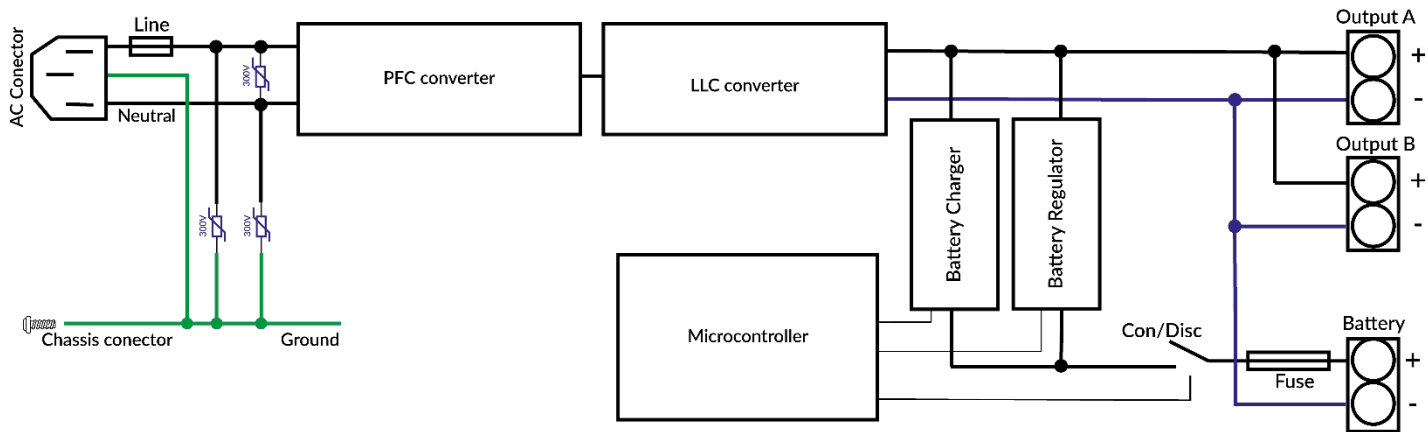 AC Conector
Line
300V
Neutral
300V
300V
Chassis conector
Ground
PFC converter
LLC converter
Battery Charger
Battery Regulator
Microcontroller
Con/Disc
Fuse
Output A
+
-
Output B
+
-
Battery
+
-